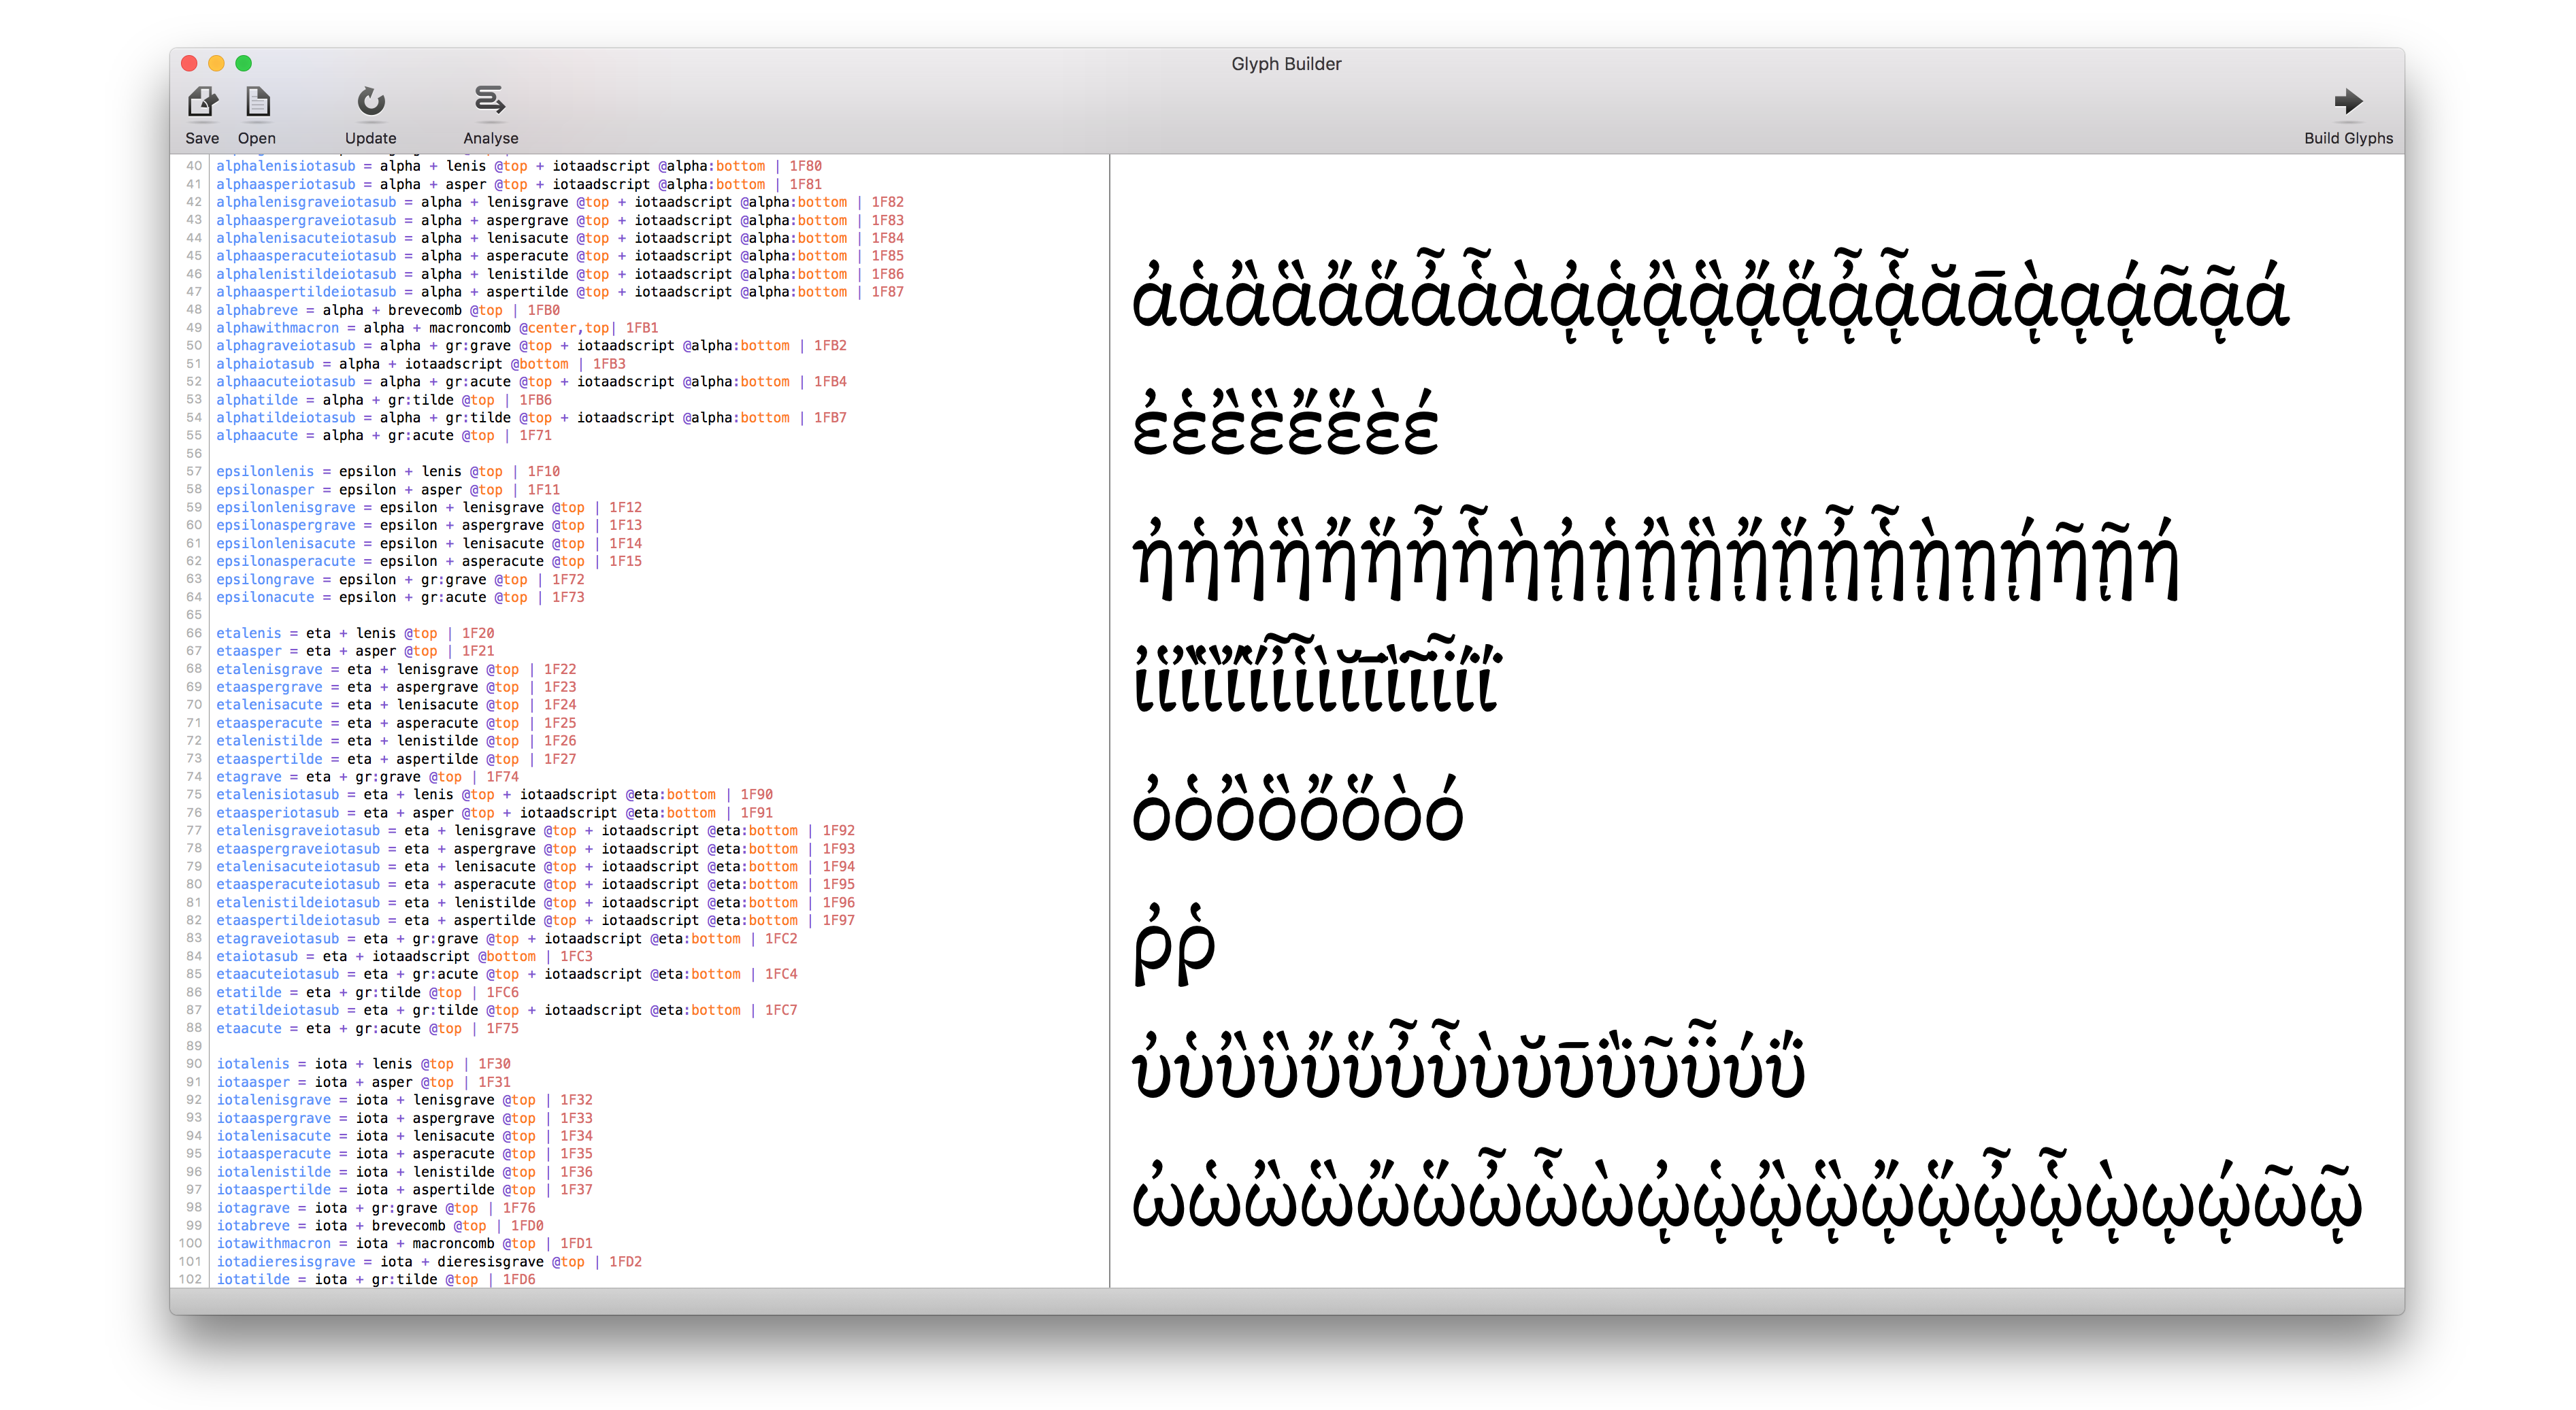 Glyph Builder
Save Open Update Analyse Build Glyphs
40 alphalenisiotasub = alpha + lenis @top + iotaadscript @alpha:bottom | 1F80
41 alphaasperiotasub = alpha + asper @top + iotaadscript @alpha:bottom | 1F81
42 alphalenisgraveiotasub = alpha + lenisgrave @top + iotaadscript @alpha:bottom | 1F82
43 alphaaspergraveiotasub = alpha + aspergrave @top + iotaadscript @alpha:bottom | 1F83
44 alphalenisacuteiotasub = alpha + lenisacute @top + iotaadscript @alpha:bottom | 1F84
45 alphaasperacuteiotasub = alpha + asperacute @top + iotaadscript @alpha:bottom | 1F85
46 alphalenistildeiotasub = alpha + lenistilde @top + iotaadscript @alpha:bottom | 1F86
47 alphaaspertildeiotasub = alpha + aspertilde @top + iotaadscript @alpha:bottom | 1F87
48 alphabreve = alpha + brevecomb @top | 1FB0
49 alphawithmacron = alpha + macroncomb @center,top| 1FB1
50 alphagraveiotasub = alpha + gr:grave @top + iotaadscript @alpha:bottom | 1FB2
51 alphaiotasub = alpha + iotaadscript @bottom | 1FB3
52 alphaacuteiotasub = alpha + gr:acute @top + iotaadscript @alpha:bottom | 1FB4
53 alphatilde = alpha + gr:tilde @top | 1FB6
54 alphatildeiotasub = alpha + gr:tilde @top + iotaadscript @alpha:bottom | 1FB7
55 alphaacute = alpha + gr:acute @top | 1F71
56
57 epsilonlenis = epsilon + lenis @top | 1F10
58 epsilonasper = epsilon + asper @top | 1F11
59 epsilonlenisgrave = epsilon + lenisgrave @top | 1F12
60 epsilonaspergrave = epsilon + aspergrave @top | 1F13
61 epsilonlenisacute = epsilon + lenisacute @top | 1F14
62 epsilonasperacute = epsilon + asperacute @top | 1F15
63 epsilongrave = epsilon + gr:grave @top | 1F72
64 epsilonacute = epsilon + gr:acute @top | 1F73
65
66 etalenis = eta + lenis @top | 1F20
67 etaasper = eta + asper @top | 1F21
68 etalenisgrave = eta + lenisgrave @top | 1F22
69 etaaspergrave = eta + aspergrave @top | 1F23
70 etalenisacute = eta + lenisacute @top | 1F24
71 etaasperacute = eta + asperacute @top | 1F25
72 etalenistilde = eta + lenistilde @top | 1F26
73 etaaspertilde = eta + aspertilde @top | 1F27
74 etagrave = eta + gr:grave @top | 1F74
75 etalenisiotasub = eta + lenis @top + iotaadscript @eta:bottom | 1F90
76 etaasperiotasub = eta + asper @top + iotaadscript @eta:bottom | 1F91
77 etalenisgraveiotasub = eta + lenisgrave @top + iotaadscript @eta:bottom | 1F92
78 etaaspergraveiotasub = eta + aspergrave @top + iotaadscript @eta:bottom | 1F93
79 etalenisacuteiotasub = eta + lenisacute @top + iotaadscript @eta:bottom | 1F94
80 etaasperacuteiotasub = eta + asperacute @top + iotaadscript @eta:bottom | 1F95
81 etalenistildeiotasub = eta + lenistilde @top + iotaadscript @eta:bottom | 1F96
82 etaaspertildeiotasub = eta + aspertilde @top + iotaadscript @eta:bottom | 1F97
83 etagraveiotasub = eta + gr:grave @top + iotaadscript @eta:bottom | 1FC2
84 etaiotasub = eta + iotaadscript @bottom | 1FC3
85 etaacuteiotasub = eta + gr:acute @top + iotaadscript @eta:bottom | 1FC4
86 etatilde = eta + gr:tilde @top | 1FC6
87 etatildeiotasub = eta + gr:tilde @top + iotaadscript @eta:bottom | 1FC7
88 etaacute = eta + gr:acute @top | 1F75
89
90 iotalenis = iota + lenis @top | 1F30
91 iotaasper = iota + asper @top | 1F31
92 iotalenisgrave = iota + lenisgrave @top | 1F32
93 iotaaspergrave = iota + aspergrave @top | 1F33
94 iotalenisacute = iota + lenisacute @top | 1F34
95 iotaasperacute = iota + asperacute @top | 1F35
96 iotalenistilde = iota + lenistilde @top | 1F36
97 iotaaspertilde = iota + aspertilde @top | 1F37
98 iotagrave = iota + gr:grave @top | 1F76
99 iotabreve = iota + brevecomb @top | 1FD0
100 iotawithmacron = iota + macroncomb @top | 1FD1
101 iotadieresisgrave = iota + dieresisgrave @top | 1FD2
102 iotatilde = iota + gr:tilde @top | 1FD6
ἀἁἂἃἄἅἆἇὰᾀᾁᾂᾃᾄᾅᾆᾇᾰᾱᾲᾳᾴᾶᾷά
ἐἑἒἓἔἕὲέ
ἠἡἢἣἤἥἦἧὴᾐᾑᾒᾓᾔᾕᾖᾗῂῃῄῆῇή
ἰἱἲἳἴἵἶἷὶῐῑῒῖῗίΐ
ὀὁὂὃὄὅὸό
ῤῥ
ὐὑὒὓὔὕὖὗὺῠῡῢῦῧύΰ
ὠὡὢὣὤὥὦὧὼᾠᾡᾢᾣᾤᾥᾦᾧῲῳῴῶῷ